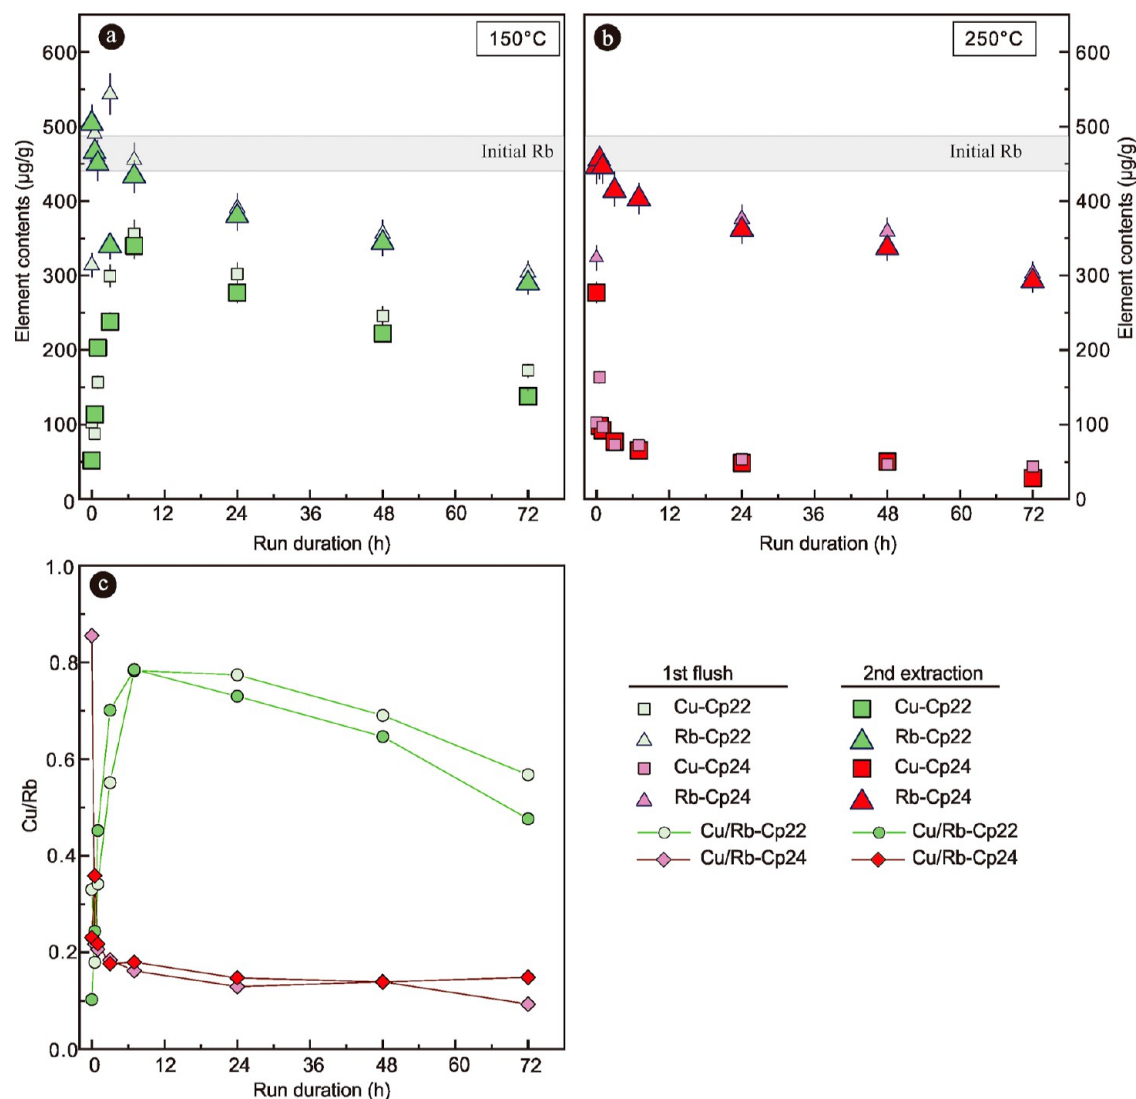 a
150°C
Initial Rb
Element contents (µg/g)
600
500
400
300
200
100
0
0 12 24 36 48 60 72
Run duration (h)
b
250°C
Initial Rb
Element contents (µg/g)
600
500
400
300
200
100
0
0 12 24 36 48 60 72
Run duration (h)
c
Cu/Rb
1.0
0.8
0.6
0.4
0.2
0.0
0 12 24 36 48 60 72
Run duration (h)
1st flush
Cu-Cp22
Rb-Cp22
Cu-Cp24
Rb-Cp24
Cu/Rb-Cp22
Cu/Rb-Cp24
2nd extraction
Cu-Cp22
Rb-Cp22
Cu-Cp24
Rb-Cp24
Cu/Rb-Cp22
Cu/Rb-Cp24